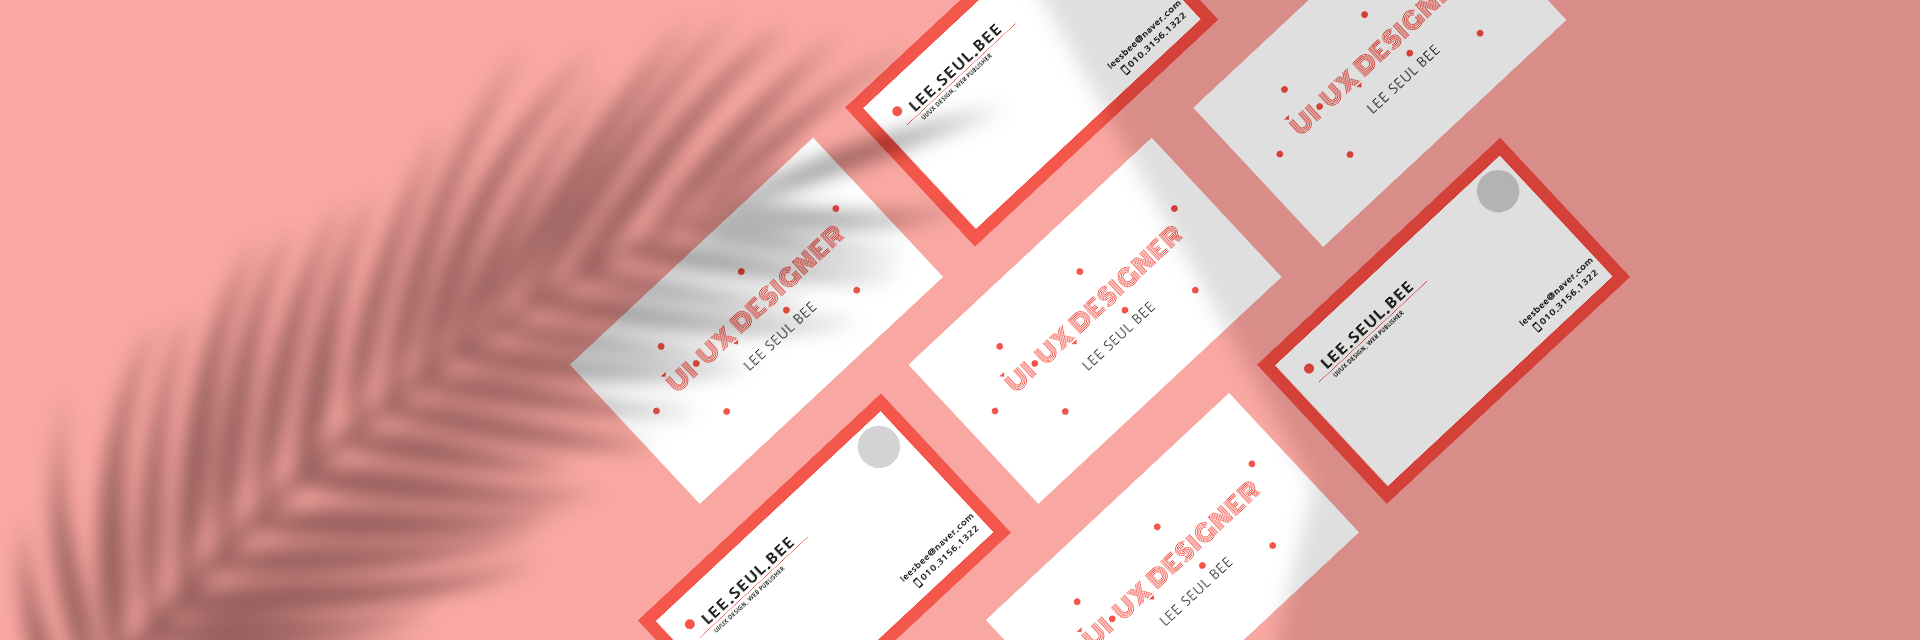 LEE.SEUL.BEE
UI/UX DESIGN, WEB PUBLISHER
leesbee@naver.com
010.3156.1322
UI·UX DESIGNER
LEE SEUL BEE
UI·UX DESIGNER
LEE SEUL BEE
UI·UX DESIGNER
LEE SEUL BEE
LEE.SEUL.BEE
UI/UX DESIGN, WEB PUBLISHER
leesbee@naver.com
010.3156.1322
LEE.SEUL.BEE
UI/UX DESIGN, WEB PUBLISHER
leesbee@naver.com
010.3156.1322
UI·UX DESIGNER
LEE SEUL BEE